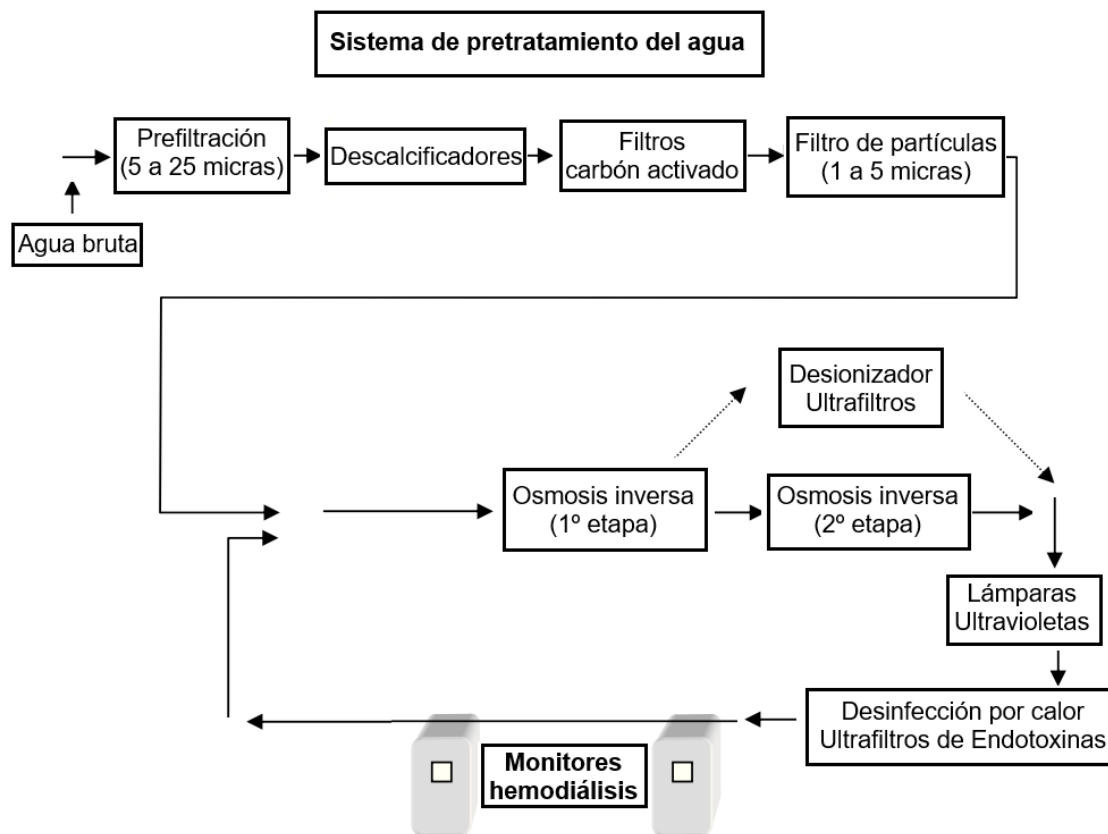 Sistema de pretratamiento del agua
Prefiltración
(5 a 25 micras)
Descalcificadores
Filtros
carbón activado
Filtro de partículas
(1 a 5 micras)
Agua bruta
Desionizador
Ultrafiltros
Osmosis inversa
(1º etapa)
Osmosis inversa
(2º etapa)
Lámparas
Ultravioletas
Desinfección por calor
Ultrafiltros de Endotoxinas
Monitores
hemodiálisis